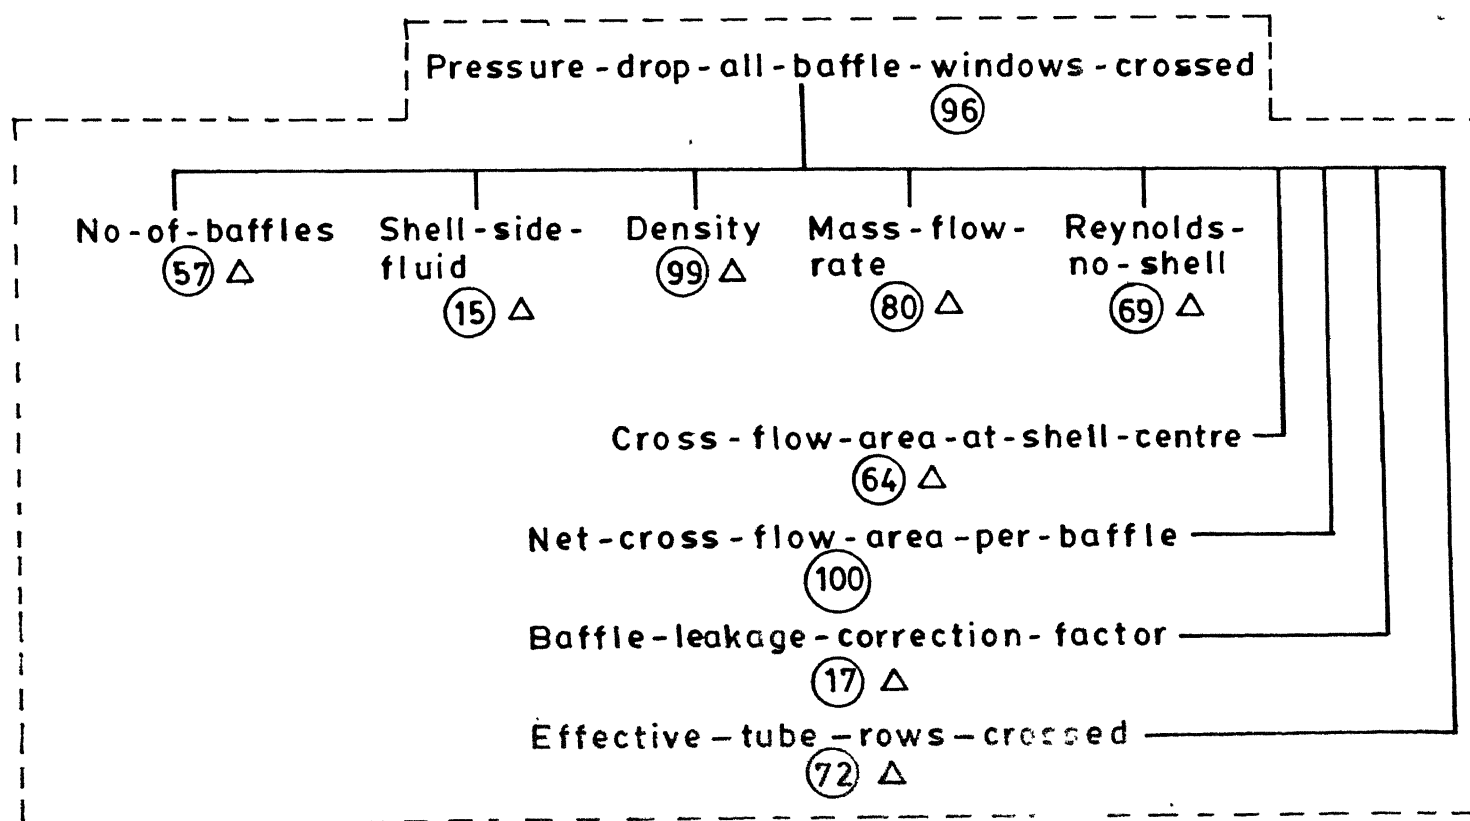 Pressure-drop-all-baffle-windows-crossed
96
No-of-baffles
57 △
Shell-side-
fluid
15 △
Density
99 △
Mass-flow-
rate
80 △
Reynolds-
no-shell
69 △
Cross-flow-area-at-shell-centre
64 △
Net-cross-flow-area-per-baffle
100
Baffle-leakage-correction-factor
17 △
Effective-tube-rows-crossed
72 △